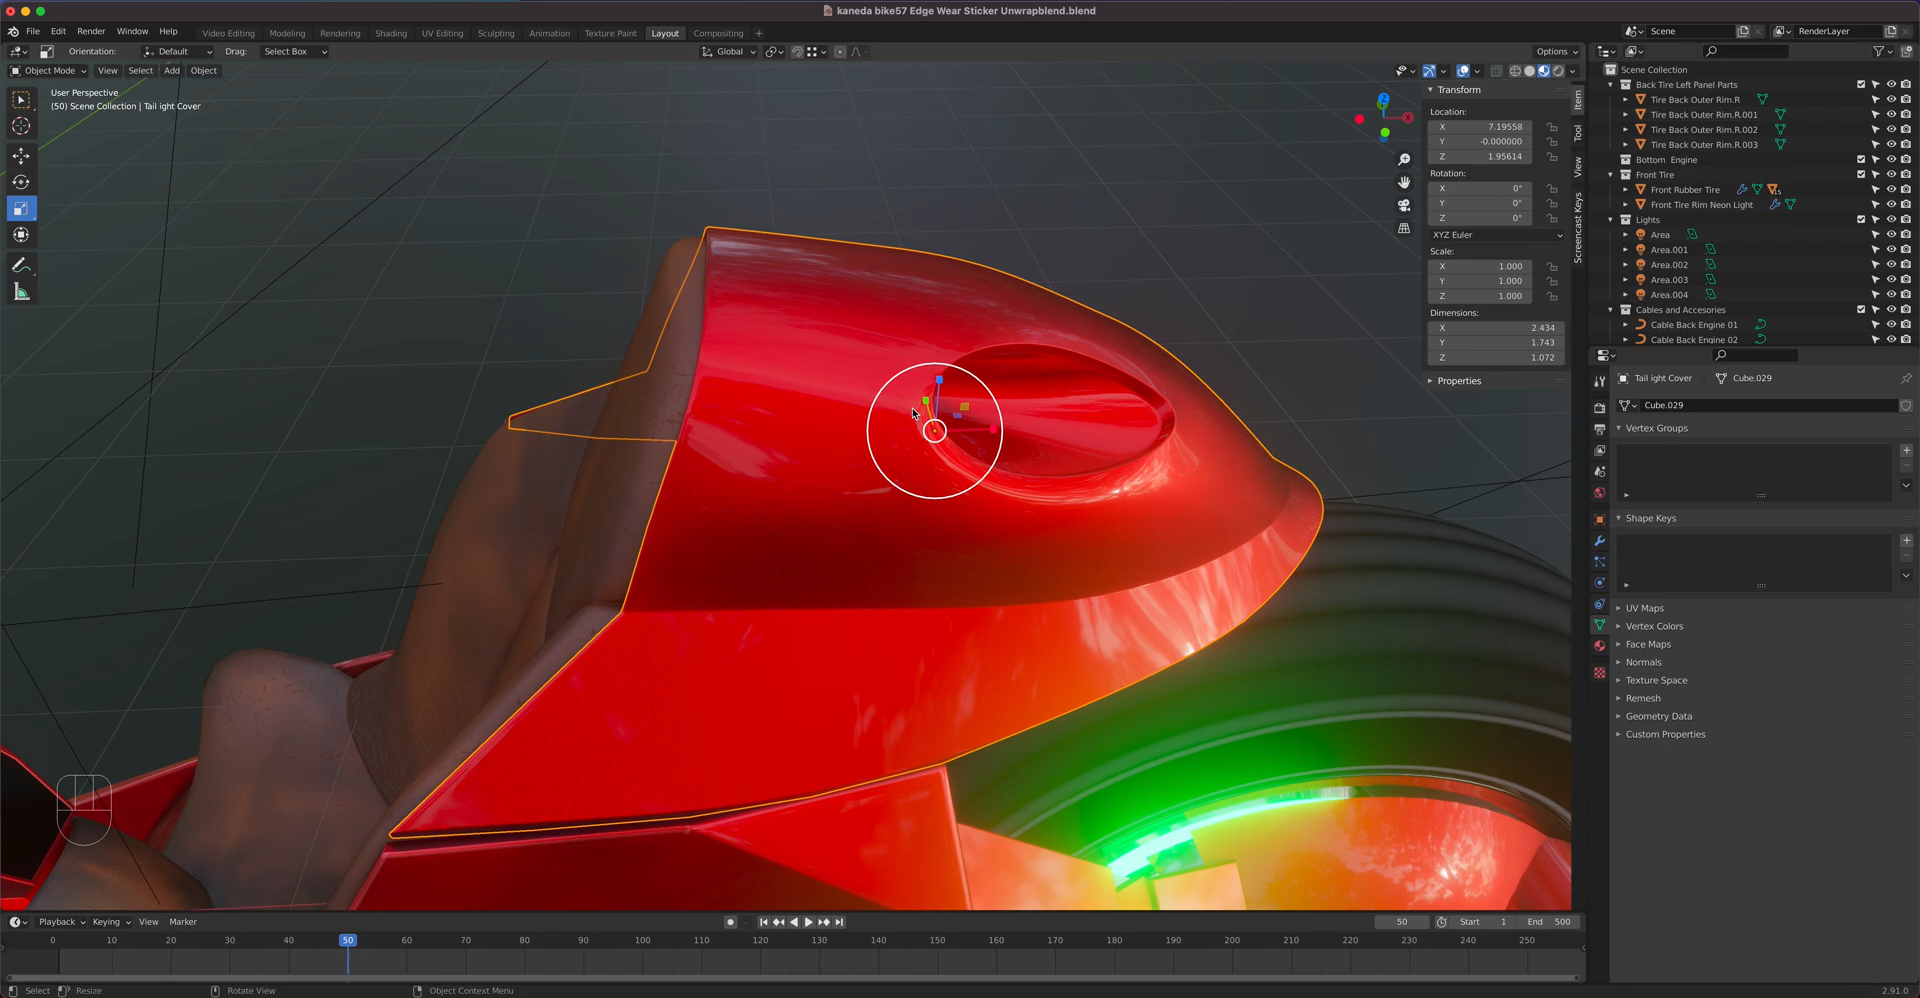 kaneda bike57 Edge Wear Sticker Unwrapblend.blend
File Edit Render Window Help
Video Editing Modeling Rendering Shading UV Editing Sculpting Animation Texture Paint Layout Compositing +
Scene
RenderLayer
Orientation: Default Drag: Select Box
Global
Options
Object Mode View Select Add Object
User Perspective
(50) Scene Collection | Tail ight Cover
Z
X
Transform
Location:
X 7.19558
Y -0.000000
Z 1.95614
Rotation:
X 0°
Y 0°
Z 0°
XYZ Euler
Scale:
X 1.000
Y 1.000
Z 1.000
Dimensions:
X 2.434
Y 1.743
Z 1.072
Properties
Item
Tool
View
Screencast Keys
Scene Collection
Back Tire Left Panel Parts
Tire Back Outer Rim.R
Tire Back Outer Rim.R.001
Tire Back Outer Rim.R.002
Tire Back Outer Rim.R.003
Bottom Engine
Front Tire
Front Rubber Tire 15
Front Tire Rim Neon Light
Lights
Area
Area.001
Area.002
Area.003
Area.004
Cables and Accesories
Cable Back Engine 01
Cable Back Engine 02
Tail ight Cover Cube.029
Cube.029
Vertex Groups
Shape Keys
UV Maps
Vertex Colors
Face Maps
Normals
Texture Space
Remesh
Geometry Data
Custom Properties
Playback Keying View Marker
50 Start 1 End 500
0 10 20 30 40 50 60 70 80 90 100 110 120 130 140 150 160 170 180 190 200 210 220 230 240 250
Select Resize Rotate View Object Context Menu
2.91.0